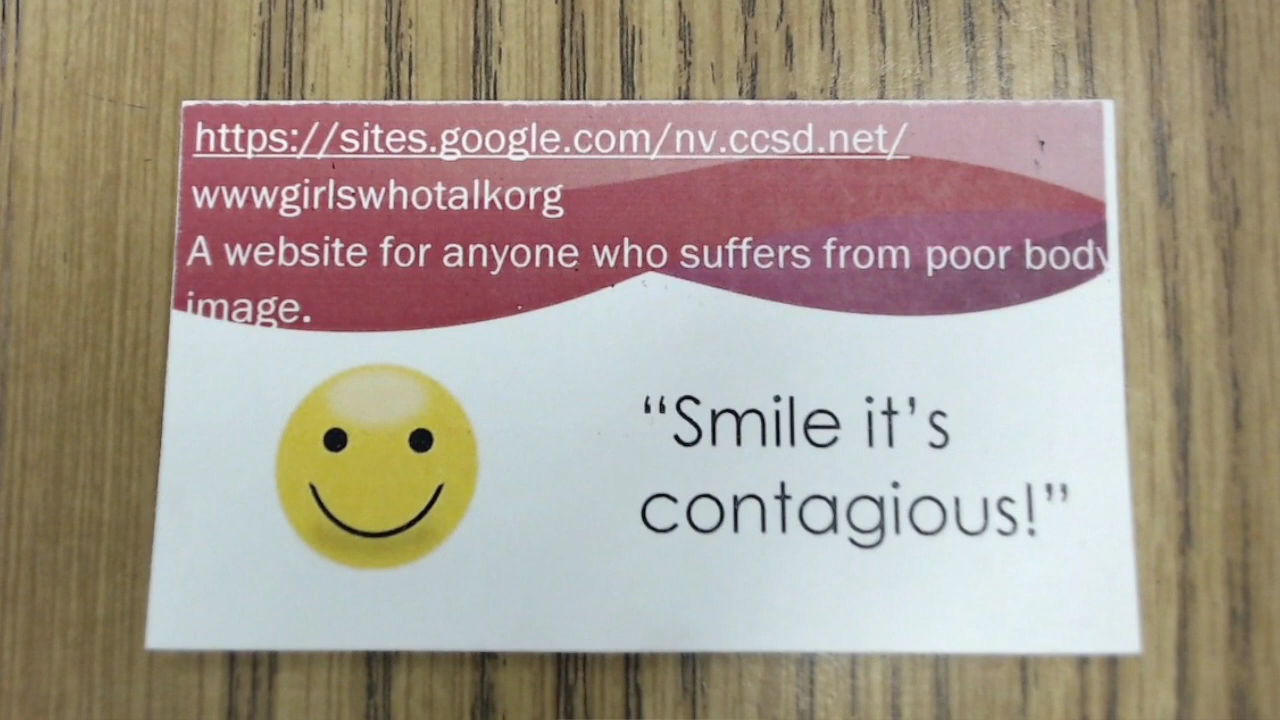 https://sites.google.com/nv.ccsd.net/
wwwgirlswhotalkorg
A website for anyone who suffers from poor body
image.
“Smile it’s
contagious!”